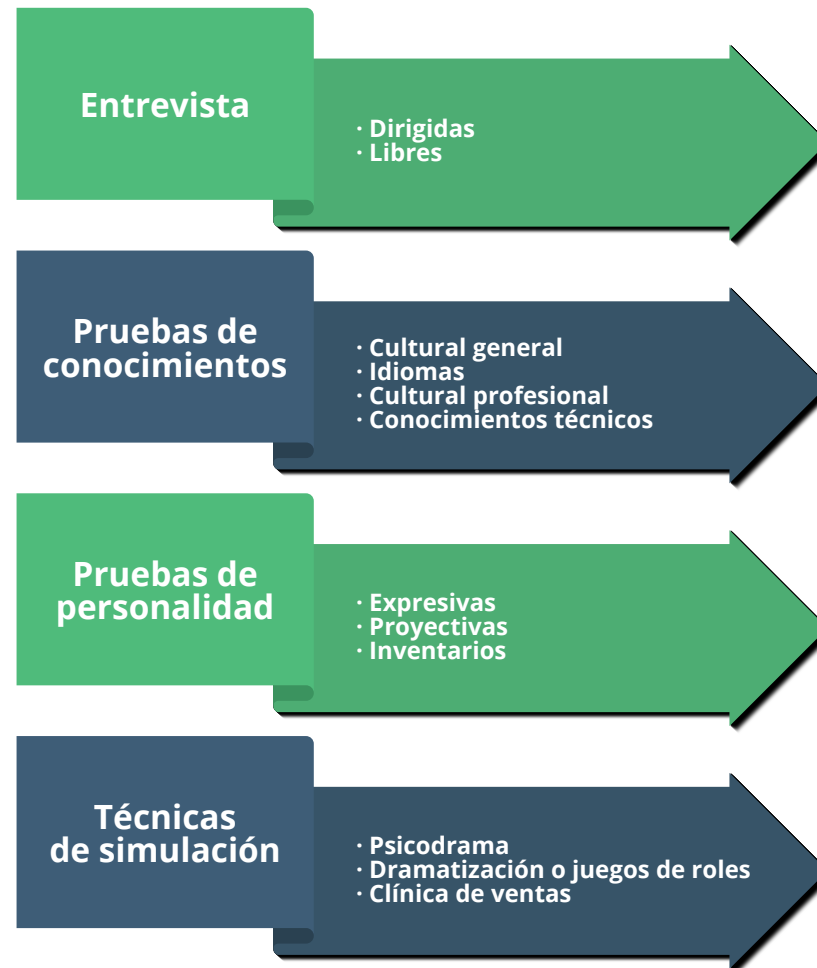 Entrevista
· Dirigidas
· Libres
Pruebas de
conocimientos
· Cultural general
· Idiomas
· Cultural profesional
· Conocimientos técnicos
Pruebas de
personalidad
· Expresivas
· Proyectivas
· Inventarios
Técnicas
de simulación
· Psicodrama
· Dramatización o juegos de roles
· Clínica de ventas